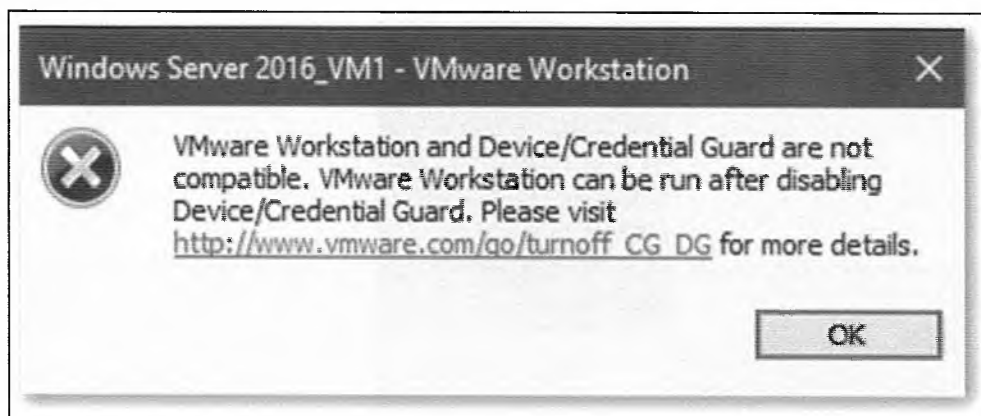 Windows Server 2016_VM1 - VMware Workstation
VMware Workstation and Device/Credential Guard are not
compatible. VMware Workstation can be run after disabling
Device/Credential Guard. Please visit
http://www.vmware.com/go/turnoff_CG_DG for more details.
OK